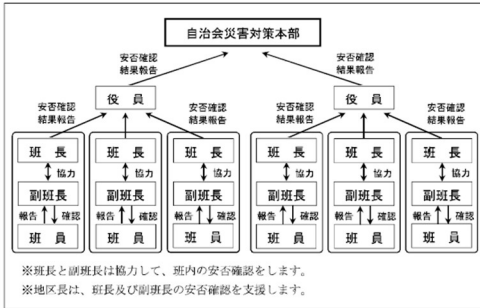 自治会災害対策本部
安否確認
結果報告
安否確認
結果報告
役 員
役 員
安否確認
結果報告
安否確認
結果報告
安否確認
結果報告
安否確認
結果報告
班 長
班 長
班 長
班 長
班 長
班 長
協力
協力
協力
協力
協力
協力
副班長
副班長
副班長
副班長
副班長
副班長
報告 確認
報告 確認
報告 確認
報告 確認
報告 確認
報告 確認
班 員
班 員
班 員
班 員
班 員
班 員
※班長と副班長は協力して、班内の安否確認をします。
※地区長は、班長及び副班長の安否確認を支援します。